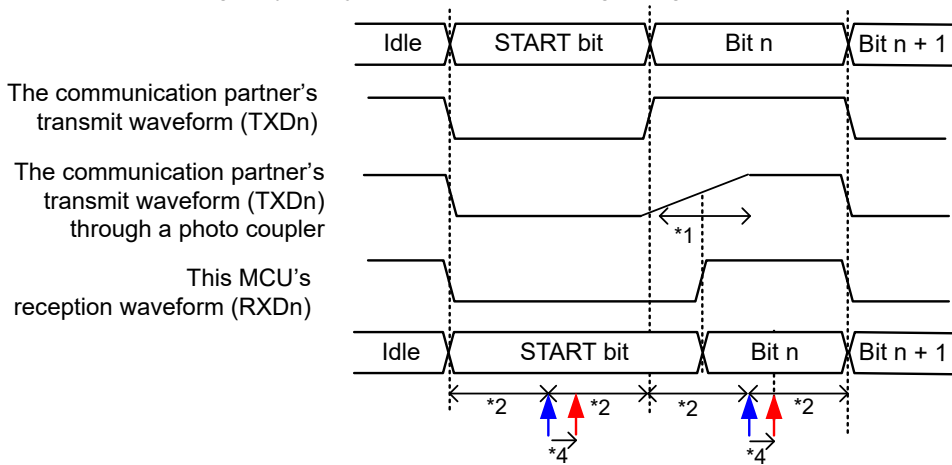 Idle START bit Bit n Bit n + 1
The communication partner's
transmit waveform (TXDn)
The communication partner's
transmit waveform (TXDn)
through a photo coupler
*1
This MCU's
reception waveform (RXDn)
Idle START bit Bit n Bit n + 1
*2 *2 *2 *2
*4 *4